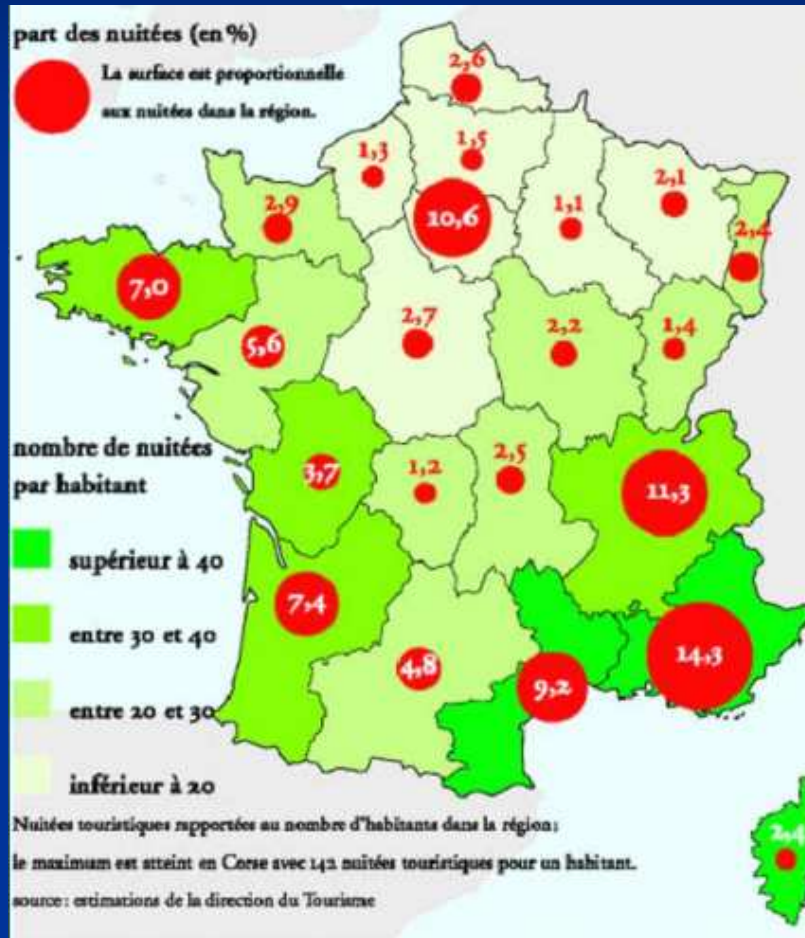 part des nuitées (en %)
La surface est proportionnelle
aux nuitées dans la région.
2,6
1,3
1,5
2,9
10,6
1,1
2,1
2,4
7,0
5,6
2,7
2,2
1,4
nombre de nuitées
par habitant
3,7
1,2
2,5
11,3
supérieur à 40
7,4
entre 30 et 40
4,8
9,2
14,3
entre 20 et 30
inférieur à 20
Nuitées touristiques rapportées au nombre d'habitants dans la région;
le maximum est atteint en Corse avec 142 nuitées touristiques pour un habitant.
2,4
source : estimations de la direction du Tourisme